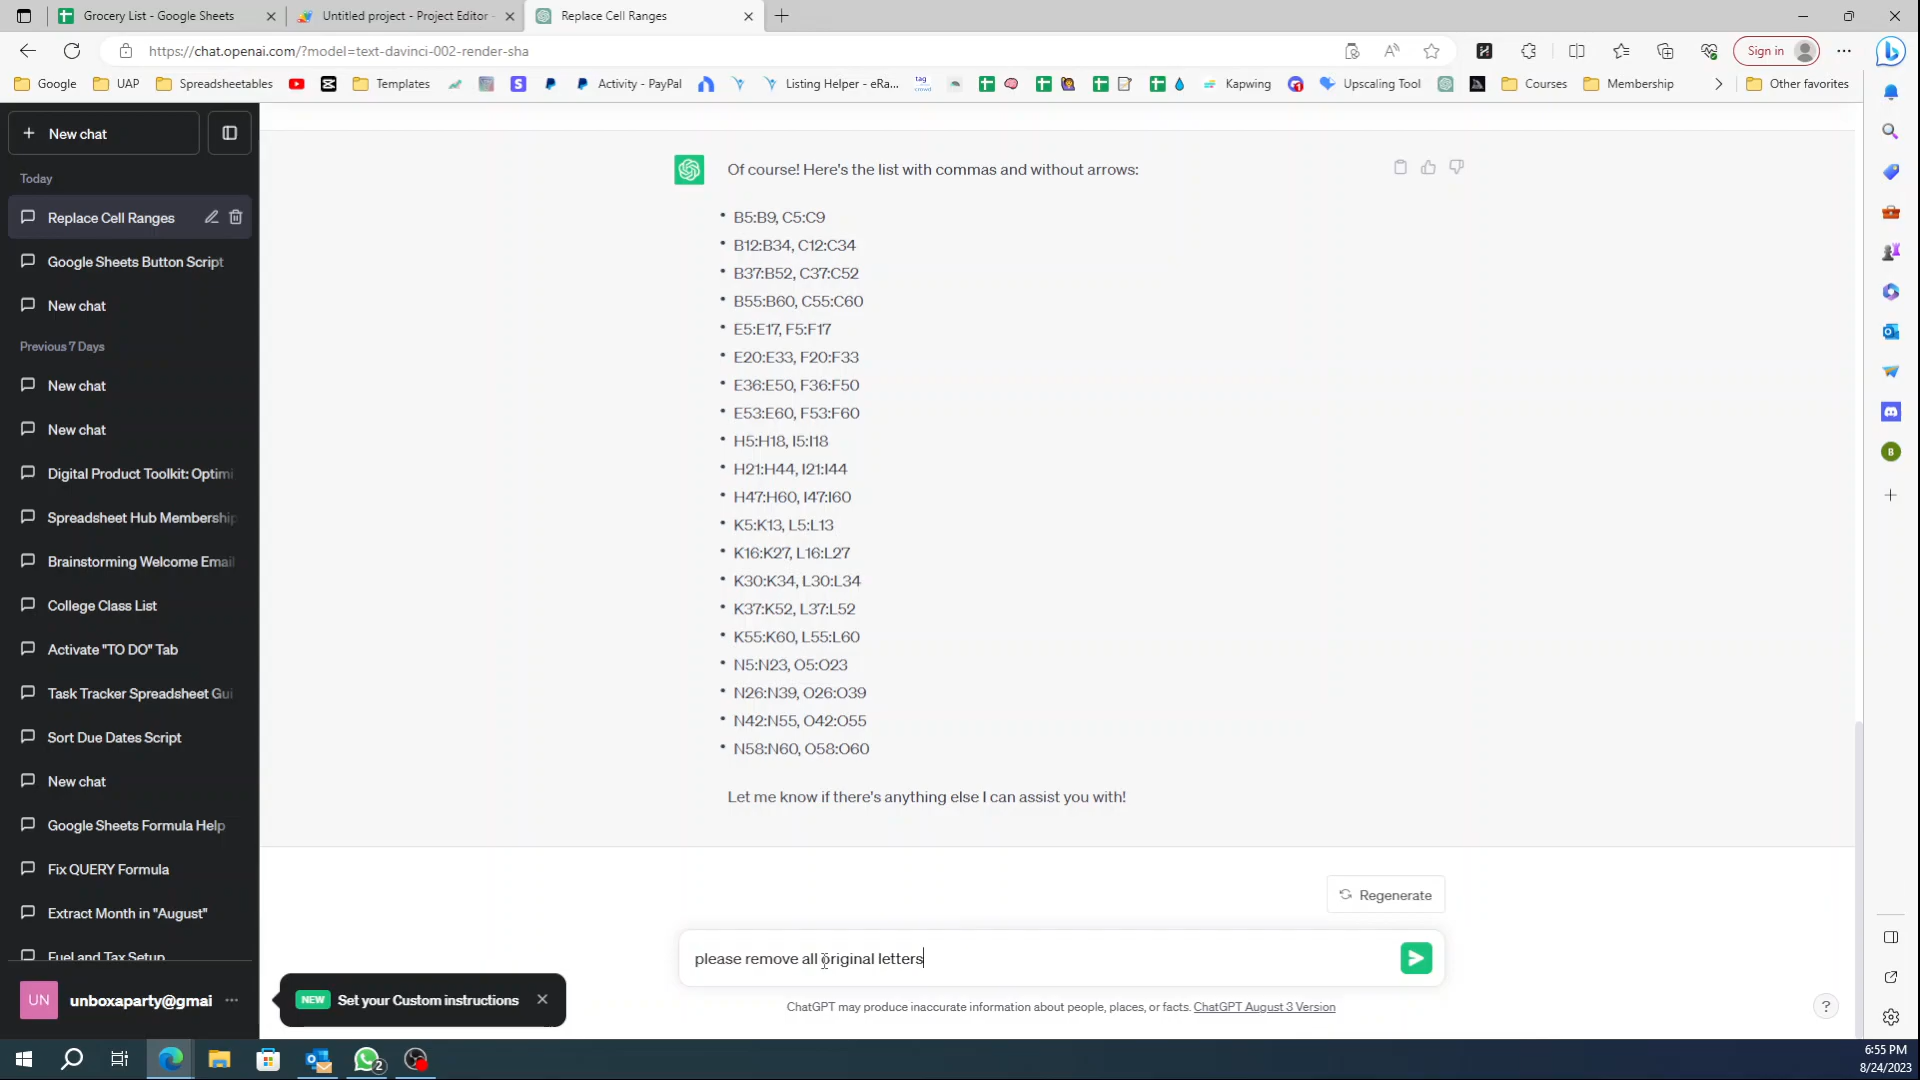 Grocery List - Google Sheets
Untitled project - Project Editor -
Replace Cell Ranges
https://chat.openai.com/?model=text-davinci-002-render-sha
Sign in
Google
UAP
Spreadsheetables
Templates
Activity - PayPal
Listing Helper - eRa...
tag
crowd
Kapwing
Upscaling Tool
Courses
Membership
Other favorites
New chat
Today
Replace Cell Ranges
Google Sheets Button Script
New chat
Previous 7 Days
New chat
New chat
Digital Product Toolkit: Optimi
Spreadsheet Hub Membership
Brainstorming Welcome Email
College Class List
Activate "TO DO" Tab
Task Tracker Spreadsheet Gui
Sort Due Dates Script
New chat
Google Sheets Formula Help
Fix QUERY Formula
Extract Month in "August"
Fuel and Tax Setup
UN
unboxaparty@gmai
NEW Set your Custom instructions
Of course! Here's the list with commas and without arrows:
• B5:B9, C5:C9
• B12:B34, C12:C34
• B37:B52, C37:C52
• B55:B60, C55:C60
• E5:E17, F5:F17
• E20:E33, F20:F33
• E36:E50, F36:F50
• E53:E60, F53:F60
• H5:H18, I5:I18
• H21:H44, I21:I44
• H47:H60, I47:I60
• K5:K13, L5:L13
• K16:K27, L16:L27
• K30:K34, L30:L34
• K37:K52, L37:L52
• K55:K60, L55:L60
• N5:N23, O5:O23
• N26:N39, O26:O39
• N42:N55, O42:O55
• N58:N60, O58:O60
Let me know if there's anything else I can assist you with!
Regenerate
please remove all original letters
ChatGPT may produce inaccurate information about people, places, or facts. ChatGPT August 3 Version
?
B
2
6:55 PM
8/24/2023